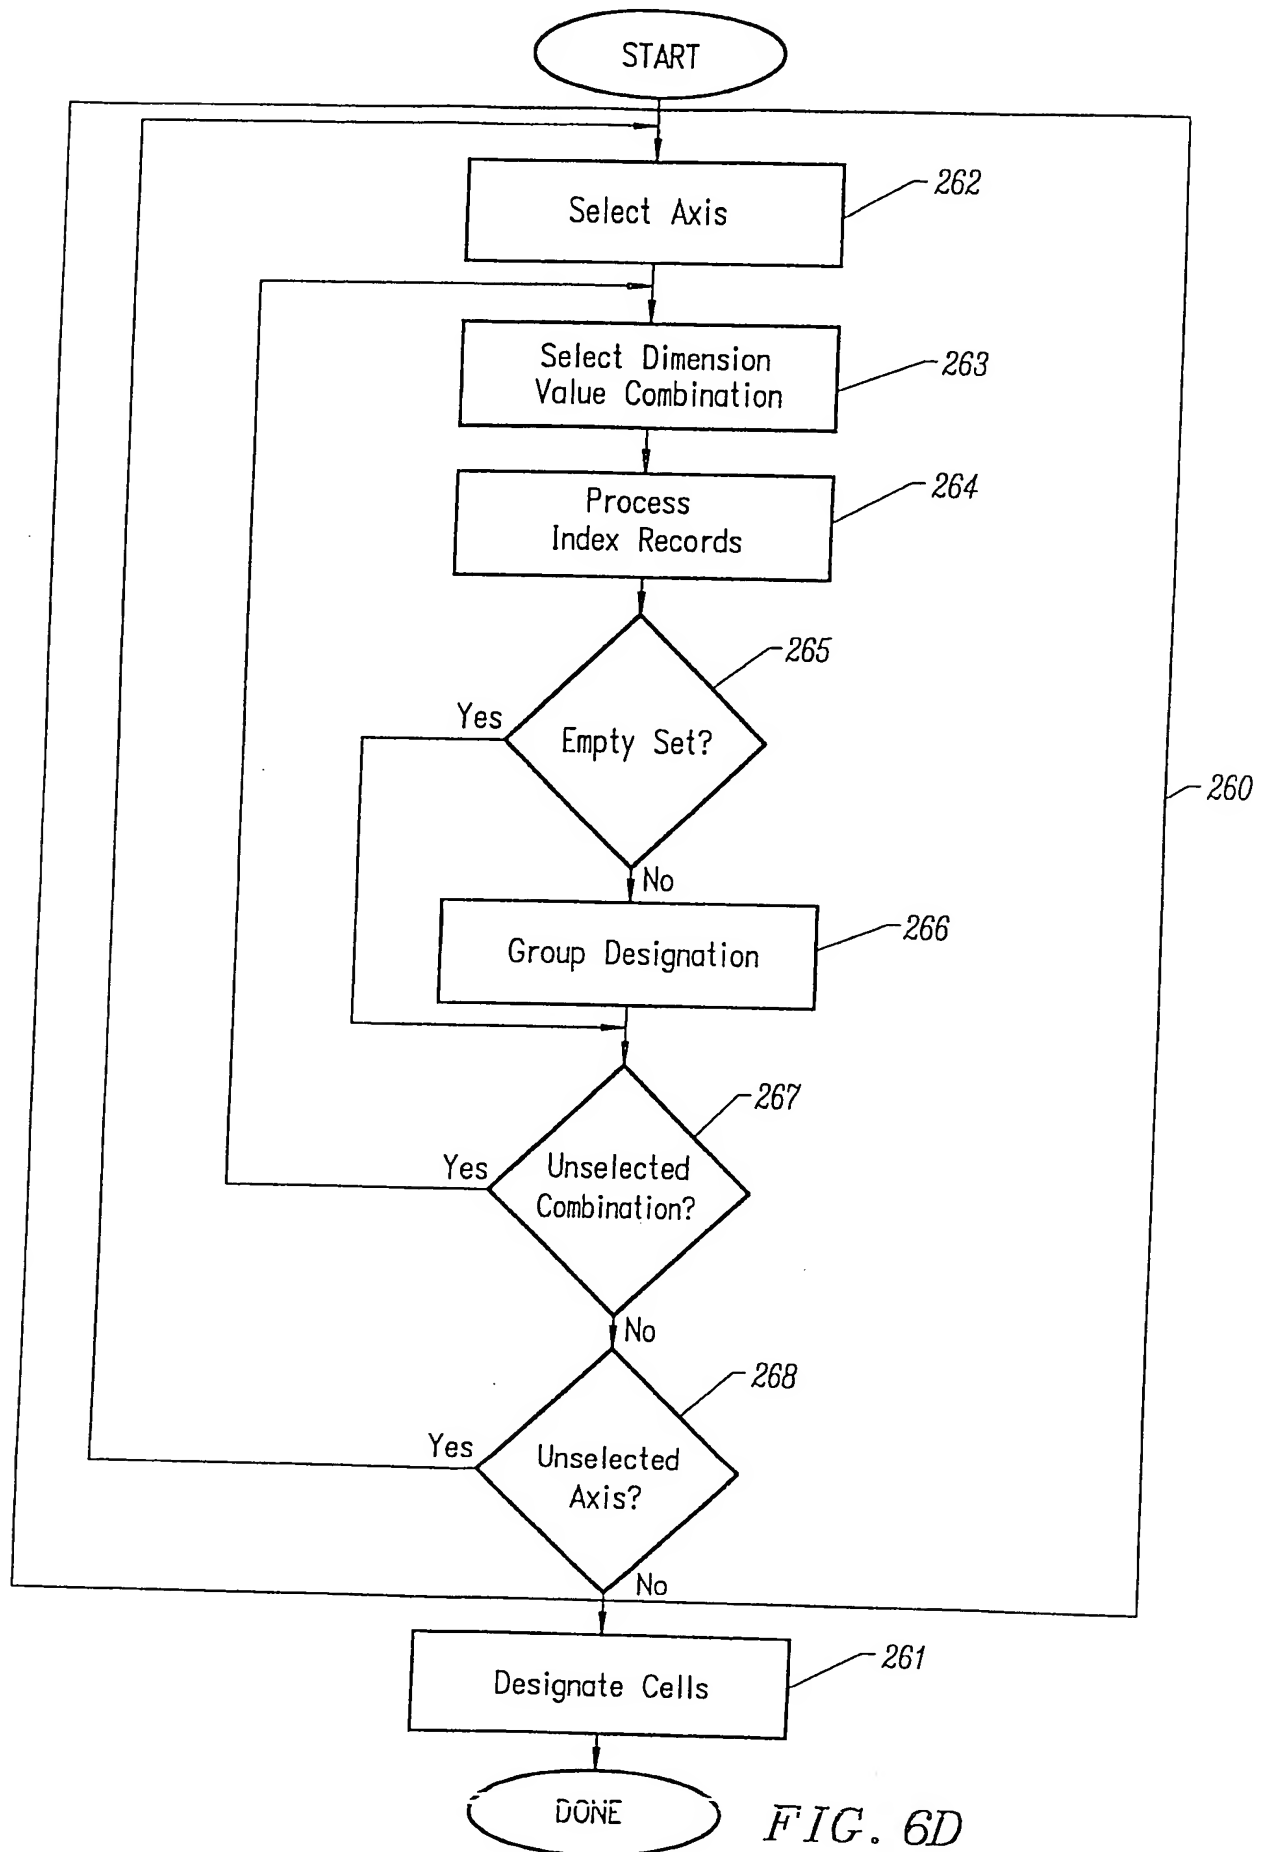 START
Select Axis
262
Select Dimension
Value Combination
263
Process
Index Records
264
265
Yes
Empty Set?
No
260
Group Designation
266
267
Yes
Unselected
Combination?
No
268
Yes
Unselected
Axis?
No
Designate Cells
261
DONE
FIG. 6D